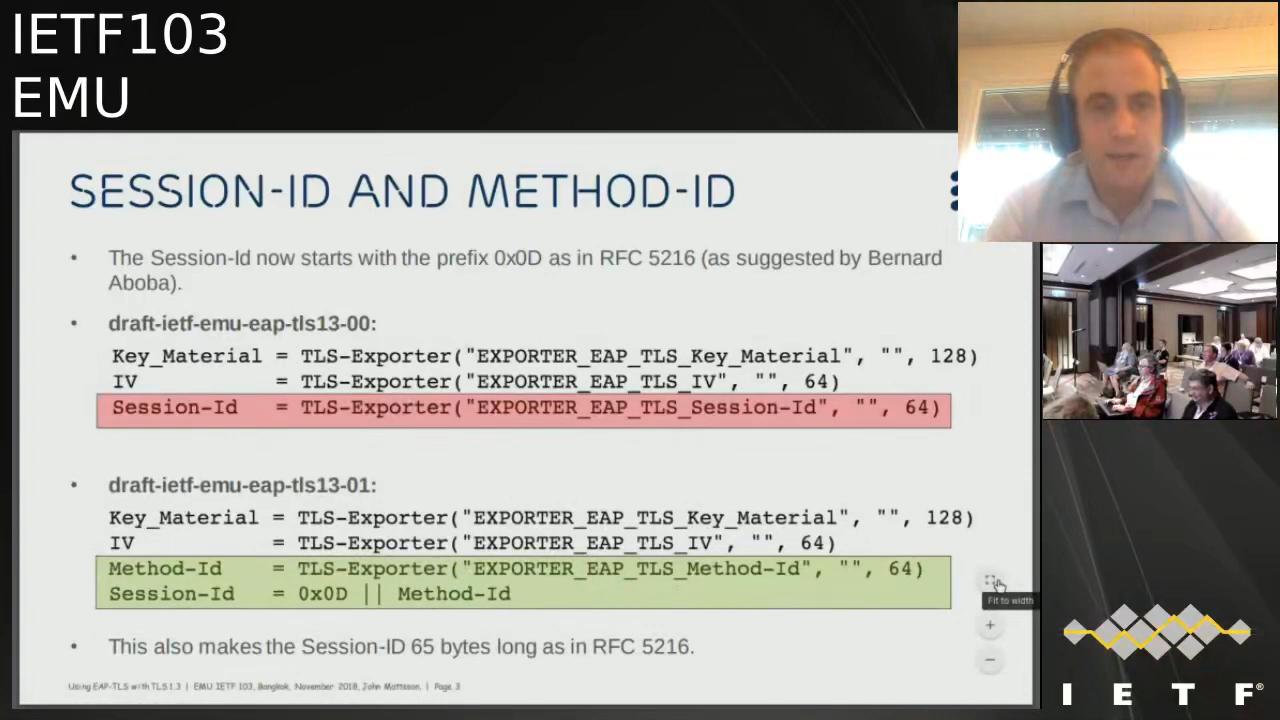 IETF103
EMU
SESSION-ID AND METHOD-ID
• The Session-Id now starts with the prefix 0x0D as in RFC 5216 (as suggested by Bernard
Aboba).
• draft-ietf-emu-eap-tls13-00:
Key_Material = TLS-Exporter("EXPORTER_EAP_TLS_Key_Material", "", 128)
IV = TLS-Exporter("EXPORTER_EAP_TLS_IV", "", 64)
Session-Id = TLS-Exporter("EXPORTER_EAP_TLS_Session-Id", "", 64)
• draft-ietf-emu-eap-tls13-01:
Key_Material = TLS-Exporter("EXPORTER_EAP_TLS_Key_Material", "", 128)
IV = TLS-Exporter("EXPORTER_EAP_TLS_IV", "", 64)
Method-Id = TLS-Exporter("EXPORTER_EAP_TLS_Method-Id", "", 64)
Session-Id = 0x0D || Method-Id
Fit to width
+
−
• This also makes the Session-ID 65 bytes long as in RFC 5216.
Using EAP-TLS with TLS 1.3 | EMU IETF 103, Bangkok, November 2018, John Mattsson, | Page 3
I E T F®